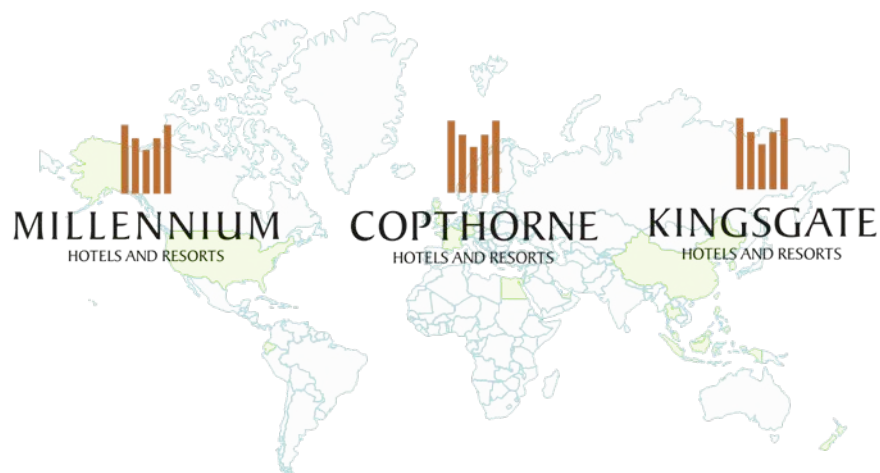 MILLENNIUM
HOTELS AND RESORTS
COPTHORNE
HOTELS AND RESORTS
KINGSGATE
HOTELS AND RESORTS